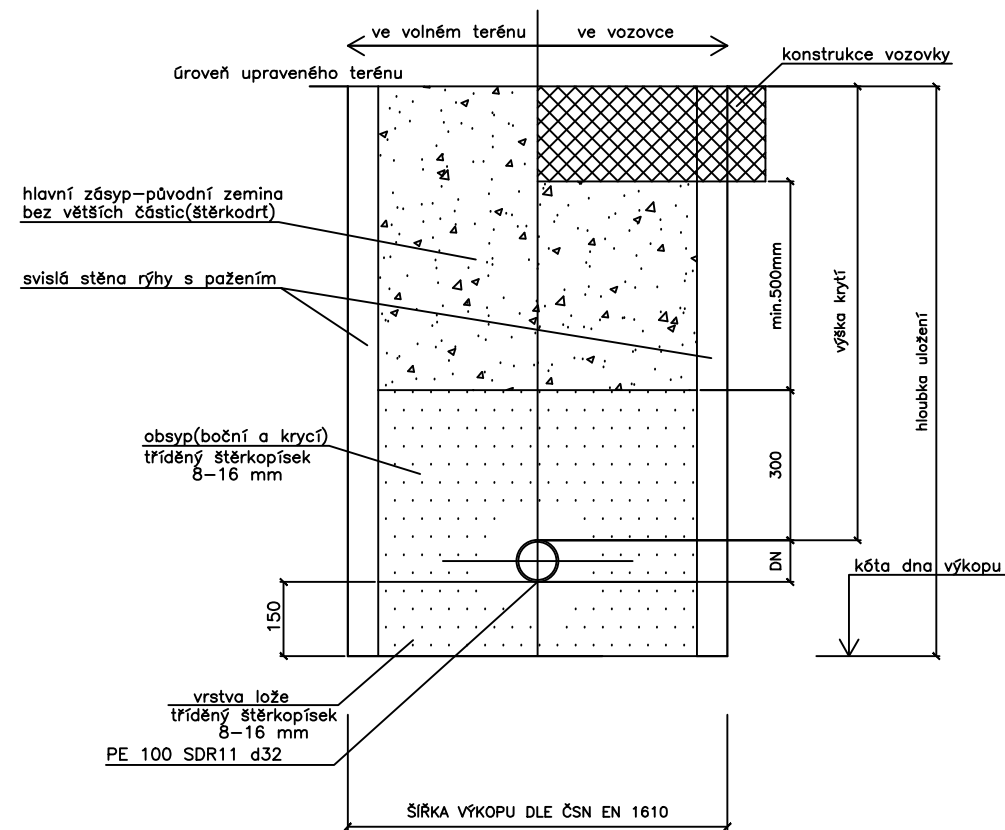 ve volném terénu
ve vozovce
konstrukce vozovky
úroveň upraveného terénu
hlavní zásyp-původní zemina
bez větších částic(štěrkodrť)
svislá stěna rýhy s pažením
min.500mm
výška krytí
hloubka uložení
obsyp(boční a krycí)
tříděný štěrkopísek
8-16 mm
300
DN
kóta dna výkopu
150
vrstva lože
tříděný štěrkopísek
8-16 mm
PE 100 SDR11 d32
ŠÍŘKA VÝKOPU DLE ČSN EN 1610